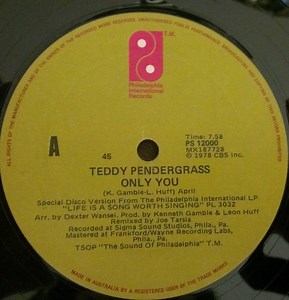 T.M.
Philadelphia
International
Records
Time: 7.58
PS 12000
MX187728
℗ 1978 CBS Inc.
A
45
TEDDY PENDERGRASS
ONLY YOU
(K. Gamble-L. Huff) April
Special Disco Version From The Philadelphia International LP
"LIFE IS A SONG WORTH SINGING" PL 3032
Arr. by Dexter Wansel. Prod. by Kenneth Gamble & Leon Huff
Remixed by Joe Tarsia
Recorded at Sigma Sound Studios, Phila., Pa.
Mastered at Frankford/Wayne Recording Labs,
Phila., Pa.
TSOP "The Sound Of Philadelphia" T.M.
MADE IN AUSTRALIA BY A REGISTERED USER OF THE TRADE MARKS